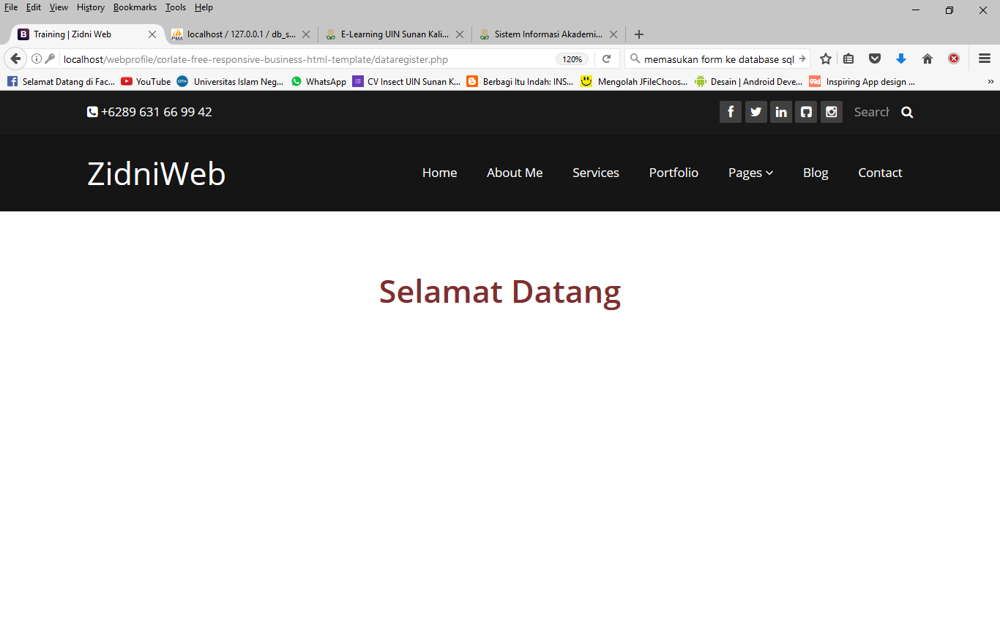 File Edit View History Bookmarks Tools Help
Training | Zidni Web
localhost / 127.0.0.1 / db_s...
E-Learning UIN Sunan Kali...
Sistem Informasi Akademi...
localhost/webprofile/corlate-free-responsive-business-html-template/dataregister.php
120%
memasukan form ke database sql
Selamat Datang di Fac... YouTube Universitas Islam Neg... WhatsApp CV Insect UIN Sunan K... Berbagi Itu Indah: INS... Mengolah JFileChoos... Desain | Android Deve... Inspiring App design ...
+6289 631 66 99 42
Search
ZidniWeb
Home About Me Services Portfolio Pages Blog Contact
Selamat Datang